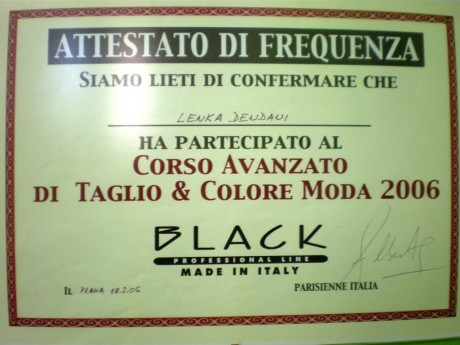 ATTESTATO DI FREQUENZA
SIAMO LIETI DI CONFERMARE CHE
LENKA DENDANI
HA PARTECIPATO AL
CORSO AVANZATO
DI TAGLIO & COLORE MODA 2006
BLACK
PROFESSIONAL LINE
MADE IN ITALY
IL PRAHA 18.2.06
PARISIENNE ITALIA